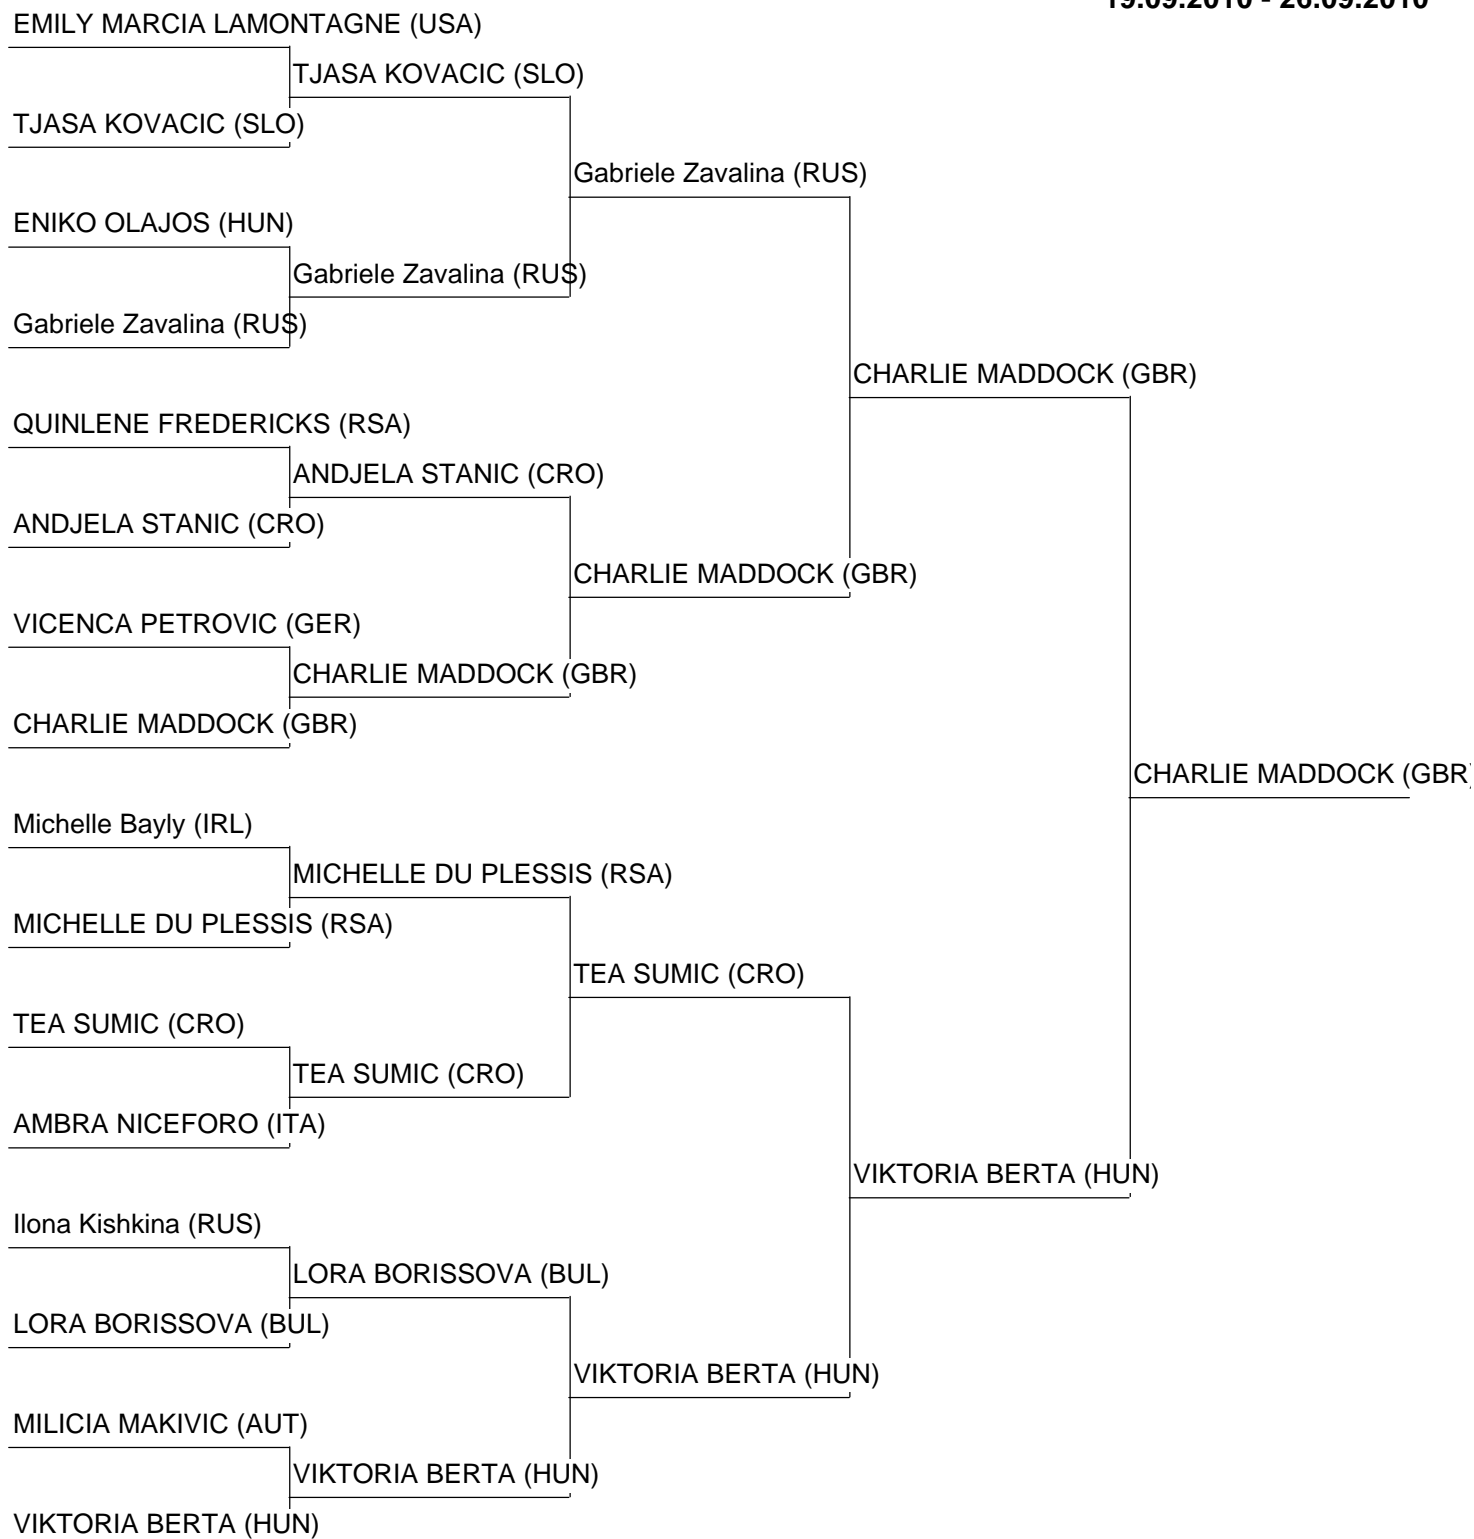 19.09.2010 - 26.09.2010
EMILY MARCIA LAMONTAGNE (USA)
TJASA KOVACIC (SLO)
TJASA KOVACIC (SLO)
Gabriele Zavalina (RUS)
ENIKO OLAJOS (HUN)
Gabriele Zavalina (RUS)
Gabriele Zavalina (RUS)
CHARLIE MADDOCK (GBR)
QUINLENE FREDERICKS (RSA)
ANDJELA STANIC (CRO)
ANDJELA STANIC (CRO)
CHARLIE MADDOCK (GBR)
VICENCA PETROVIC (GER)
CHARLIE MADDOCK (GBR)
CHARLIE MADDOCK (GBR)
CHARLIE MADDOCK (GBR)
Michelle Bayly (IRL)
MICHELLE DU PLESSIS (RSA)
MICHELLE DU PLESSIS (RSA)
TEA SUMIC (CRO)
TEA SUMIC (CRO)
TEA SUMIC (CRO)
AMBRA NICEFORO (ITA)
VIKTORIA BERTA (HUN)
Ilona Kishkina (RUS)
LORA BORISSOVA (BUL)
LORA BORISSOVA (BUL)
VIKTORIA BERTA (HUN)
MILICIA MAKIVIC (AUT)
VIKTORIA BERTA (HUN)
VIKTORIA BERTA (HUN)